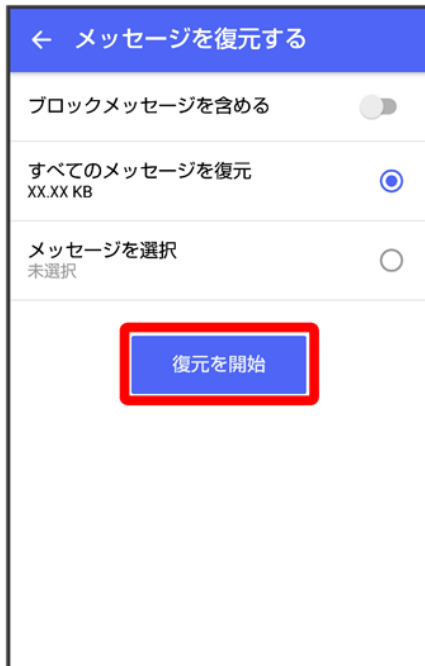 ← メッセージを復元する
ブロックメッセージを含める
すべてのメッセージを復元
XX.XX KB
メッセージを選択
未選択
復元を開始